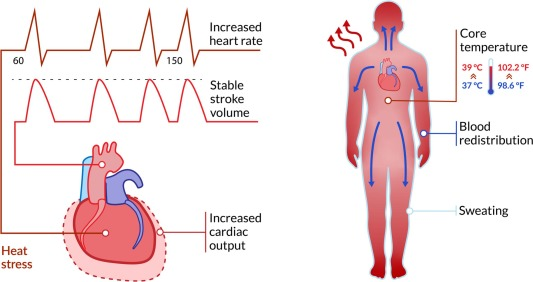 Increased
heart rate
60
150
Stable
stroke
volume
Increased
cardiac
output
Heat
stress
Core
temperature
39 °C 102.2 °F
37 °C 98.6 °F
Blood
redistribution
Sweating